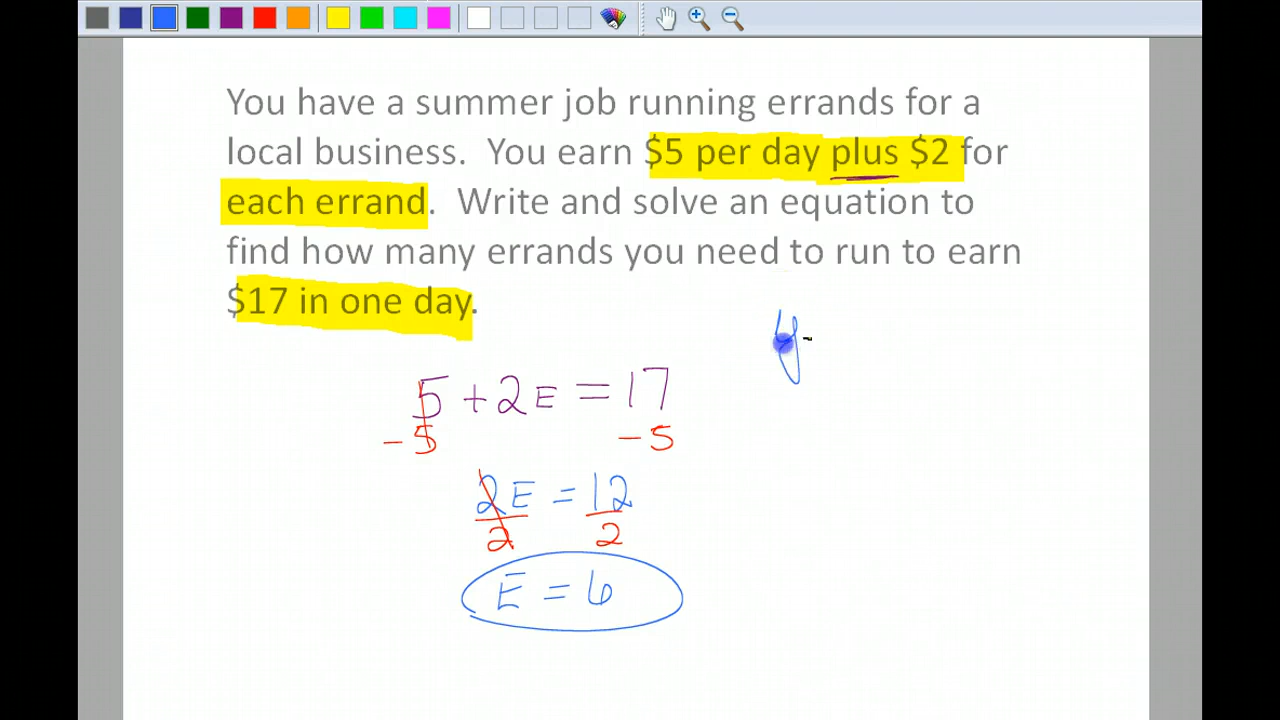 You have a summer job running errands for a
local business.  You earn $5 per day plus $2 for
each errand.  Write and solve an equation to
find how many errands you need to run to earn
$17 in one day.
y
5 + 2E = 17
- 5 - 5
2E = 12
2 2
E = 6